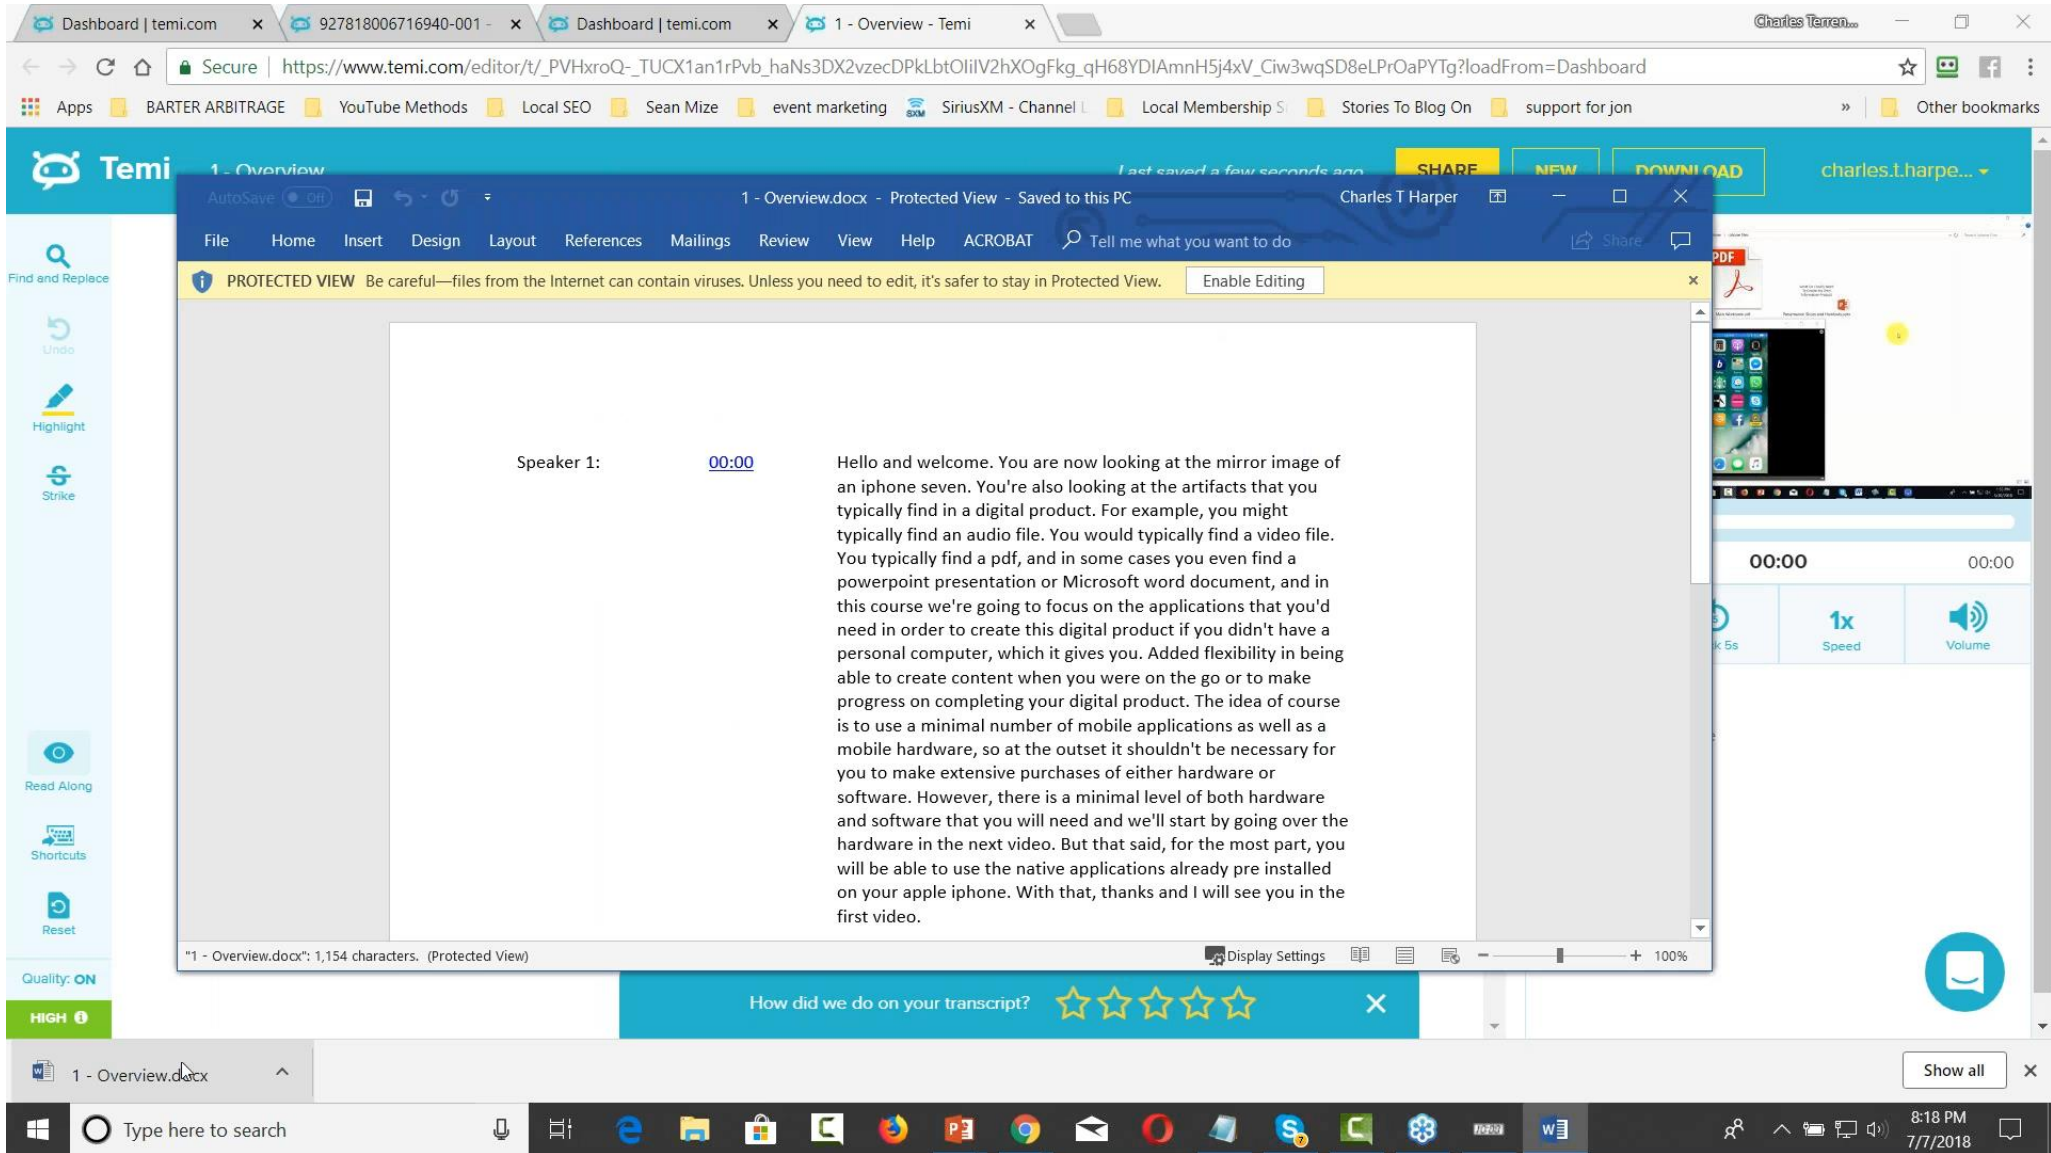 Dashboard | temi.com
927818006716940-001 -
Dashboard | temi.com
1 - Overview - Temi
Charles Terren...
Secure https://www.temi.com/editor/t/_PVHxroQ-_TUCX1an1rPvb_haNs3DX2vzecDPkLbtOIiIV2hXOgFkg_qH68YDIAmnH5j4xV_Ciw3wqSD8eLPrOaPYTg?loadFrom=Dashboard
Apps BARTER ARBITRAGE YouTube Methods Local SEO Sean Mize event marketing SiriusXM - Channel L Local Membership S Stories To Blog On support for jon » Other bookmarks
Temi 1 - Overview Last saved a few seconds ago SHARE NEW DOWNLOAD charles.t.harpe...
AutoSave Off 1 - Overview.docx - Protected View - Saved to this PC Charles T Harper
File Home Insert Design Layout References Mailings Review View Help ACROBAT Tell me what you want to do Share
PROTECTED VIEW Be careful—files from the Internet can contain viruses. Unless you need to edit, it's safer to stay in Protected View. Enable Editing
Find and Replace
Undo
Highlight
Strike
Read Along
Shortcuts
Reset
Quality: ON
HIGH
Speaker 1: 00:00 Hello and welcome. You are now looking at the mirror image of
an iphone seven. You're also looking at the artifacts that you
typically find in a digital product. For example, you might
typically find an audio file. You would typically find a video file.
You typically find a pdf, and in some cases you even find a
powerpoint presentation or Microsoft word document, and in
this course we're going to focus on the applications that you'd
need in order to create this digital product if you didn't have a
personal computer, which it gives you. Added flexibility in being
able to create content when you were on the go or to make
progress on completing your digital product. The idea of course
is to use a minimal number of mobile applications as well as a
mobile hardware, so at the outset it shouldn't be necessary for
you to make extensive purchases of either hardware or
software. However, there is a minimal level of both hardware
and software that you will need and we'll start by going over the
hardware in the next video. But that said, for the most part, you
will be able to use the native applications already pre installed
on your apple iphone. With that, thanks and I will see you in the
first video.
PDF
00:00 00:00
k 5s
1x
Speed
Volume
"1 - Overview.docx": 1,154 characters. (Protected View)
Display Settings
100%
How did we do on your transcript?
1 - Overview.docx
Show all
Type here to search
8:18 PM
7/7/2018